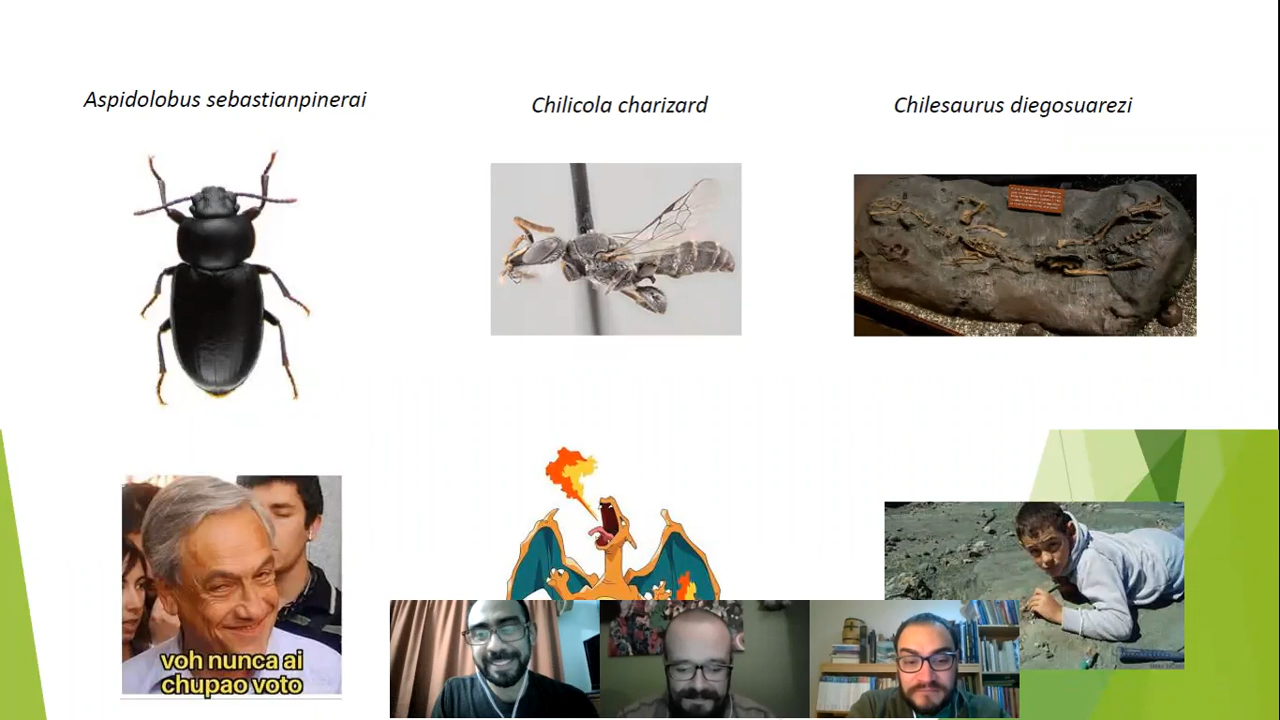 Aspidolobus sebastianpinerai
Chilicola charizard
Chilesaurus diegosuarezi
voh nunca ai
chupao voto